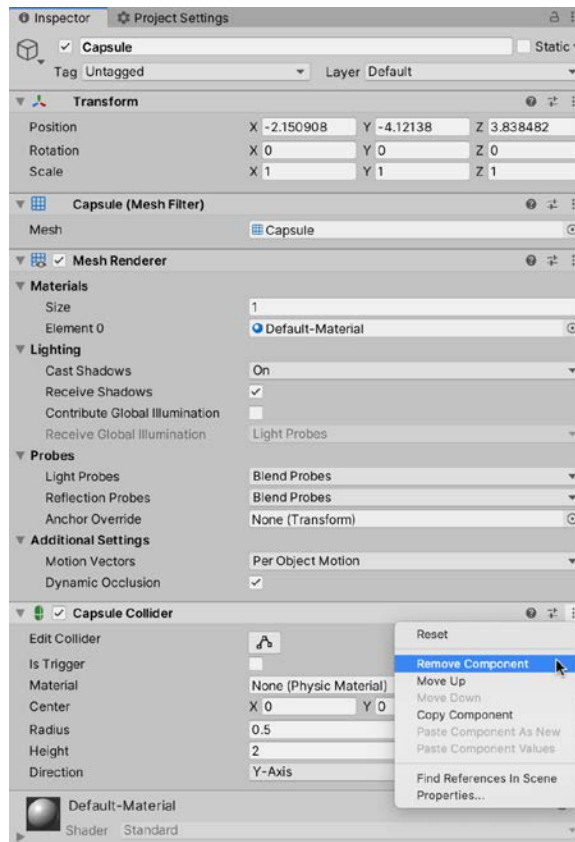 Inspector Project Settings
Capsule Static
Tag Untagged Layer Default
Transform
Position X -2.150908 Y -4.12138 Z 3.838482
Rotation X 0 Y 0 Z 0
Scale X 1 Y 1 Z 1
Capsule (Mesh Filter)
Mesh Capsule
Mesh Renderer
Materials
Size 1
Element 0 Default-Material
Lighting
Cast Shadows On
Receive Shadows
Contribute Global Illumination
Receive Global Illumination Light Probes
Probes
Light Probes Blend Probes
Reflection Probes Blend Probes
Anchor Override None (Transform)
Additional Settings
Motion Vectors Per Object Motion
Dynamic Occlusion
Capsule Collider
Edit Collider
Is Trigger
Material None (Physic Material)
Center X 0 Y 0
Radius 0.5
Height 2
Direction Y-Axis
Reset
Remove Component
Move Up
Move Down
Copy Component
Paste Component As New
Paste Component Values
Find References In Scene
Properties...
Default-Material
Shader Standard